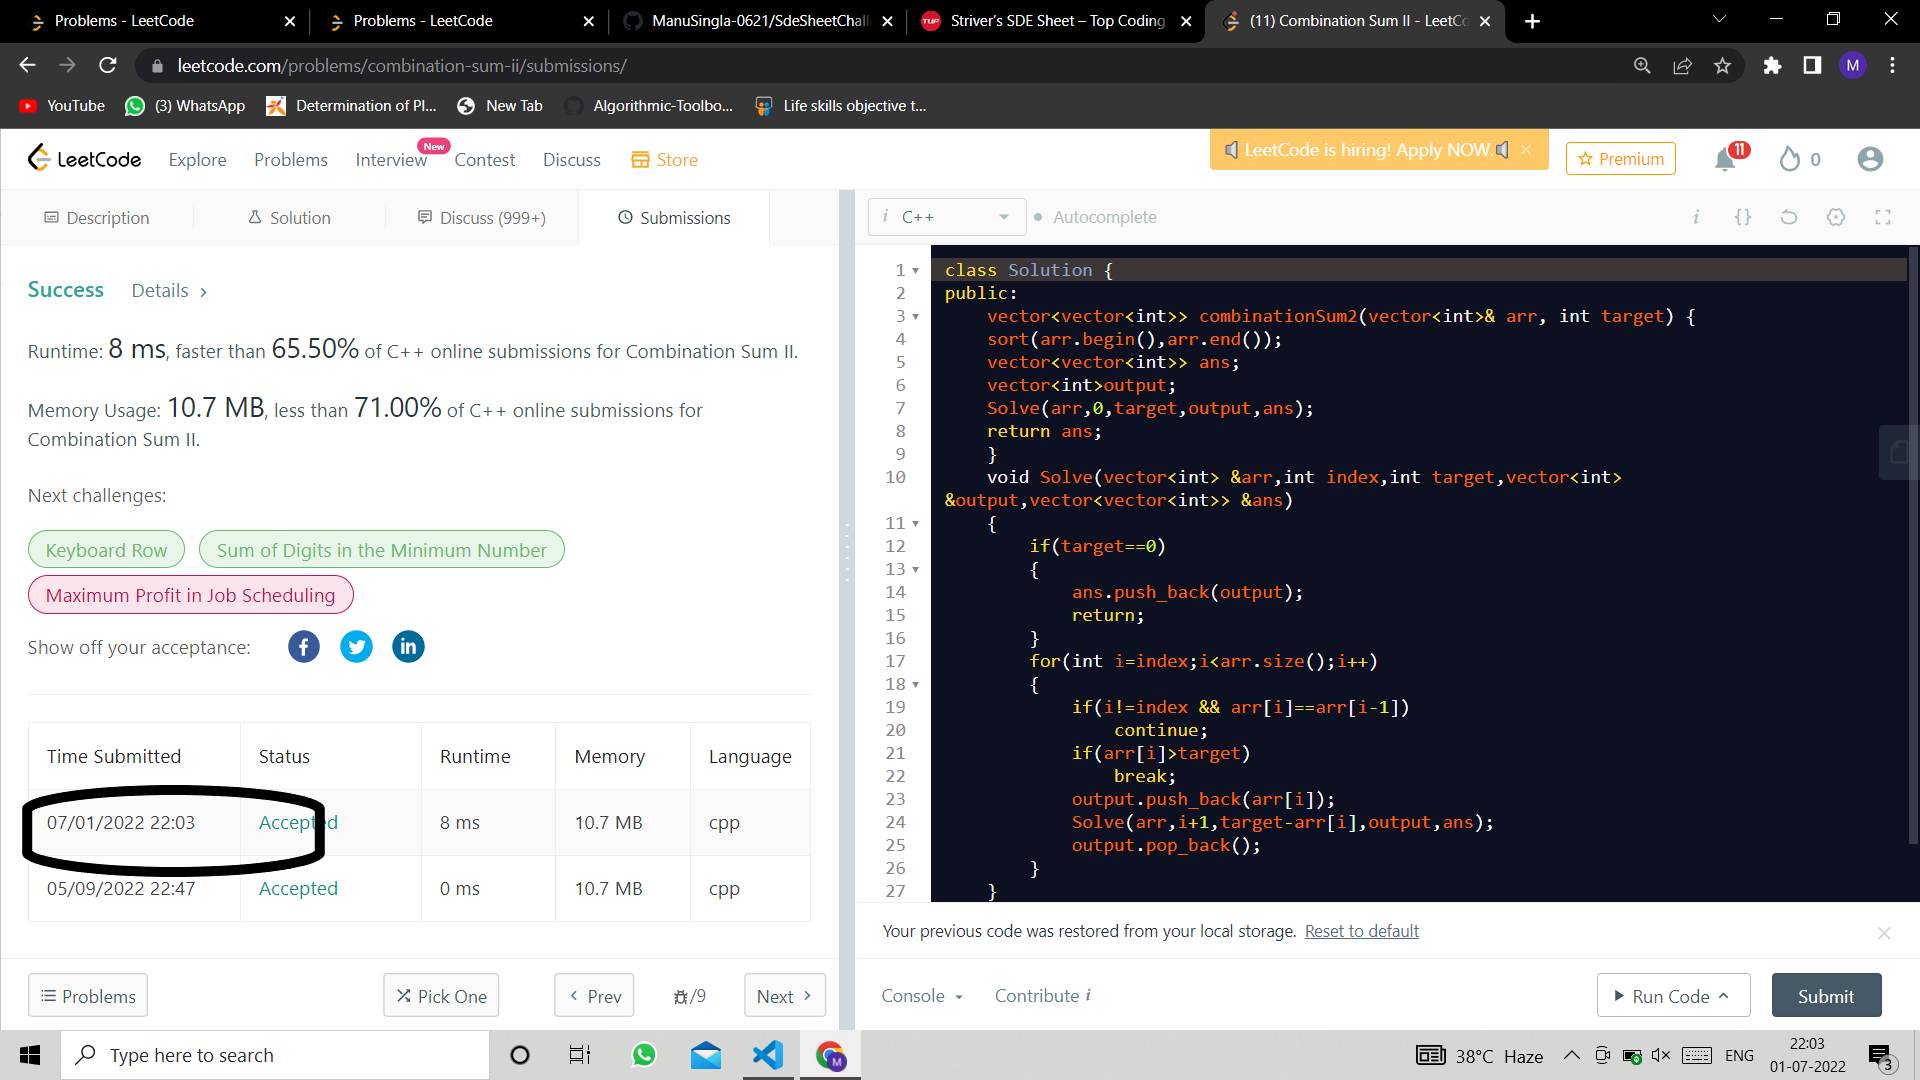 Problems - LeetCode
Problems - LeetCode
ManuSingla-0621/SdeSheetChall
Striver's SDE Sheet – Top Coding
(11) Combination Sum II - LeetCo
leetcode.com/problems/combination-sum-ii/submissions/
M
YouTube
(3) WhatsApp
Determination of Pl...
New Tab
Algorithmic-Toolbo...
Life skills objective t...
LeetCode
Explore
Problems
Interview
New
Contest
Discuss
Store
LeetCode is hiring! Apply NOW.
Premium
11
0
Description
Solution
Discuss (999+)
Submissions
i C++
Autocomplete
Success
Details
Runtime: 8 ms, faster than 65.50% of C++ online submissions for Combination Sum II.
Memory Usage: 10.7 MB, less than 71.00% of C++ online submissions for
Combination Sum II.
Next challenges:
Keyboard Row
Sum of Digits in the Minimum Number
Maximum Profit in Job Scheduling
Show off your acceptance:
Time Submitted Status Runtime Memory Language
07/01/2022 22:03 Accepted 8 ms 10.7 MB cpp
05/09/2022 22:47 Accepted 0 ms 10.7 MB cpp
Problems
Pick One
Prev
/9
Next
1 class Solution {
2 public:
3 vector<vector<int>> combinationSum2(vector<int>& arr, int target) {
4 sort(arr.begin(),arr.end());
5 vector<vector<int>> ans;
6 vector<int>output;
7 Solve(arr,0,target,output,ans);
8 return ans;
9 }
10 void Solve(vector<int> &arr,int index,int target,vector<int>
&output,vector<vector<int>> &ans)
11 {
12 if(target==0)
13 {
14 ans.push_back(output);
15 return;
16 }
17 for(int i=index;i<arr.size();i++)
18 {
19 if(i!=index && arr[i]==arr[i-1])
20 continue;
21 if(arr[i]>target)
22 break;
23 output.push_back(arr[i]);
24 Solve(arr,i+1,target-arr[i],output,ans);
25 output.pop_back();
26 }
27 }
Your previous code was restored from your local storage. Reset to default
Console
Contribute i
Run Code
Submit
Type here to search
38°C Haze
ENG
22:03
01-07-2022
3